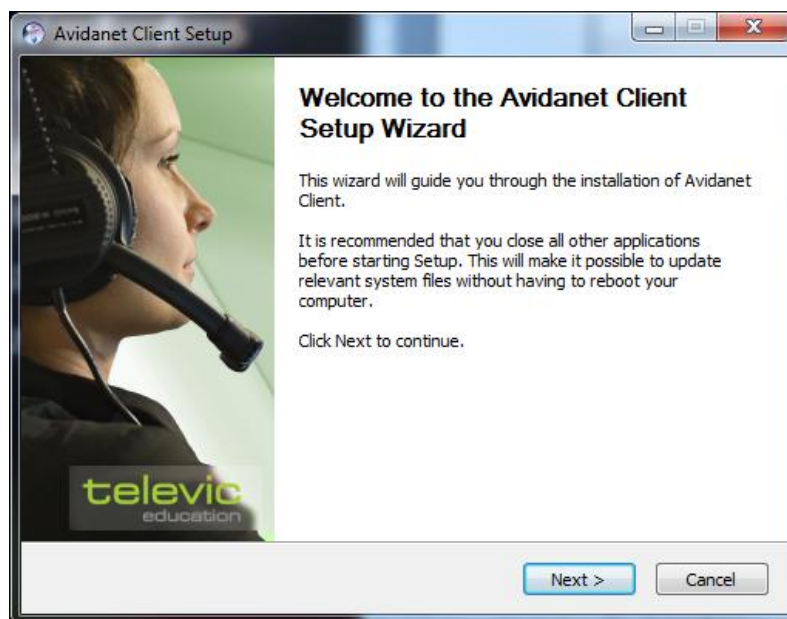 Avidanet Client Setup
Welcome to the Avidanet Client
Setup Wizard
This wizard will guide you through the installation of Avidanet
Client.
It is recommended that you close all other applications
before starting Setup. This will make it possible to update
relevant system files without having to reboot your
computer.
Click Next to continue.
televic
education
Next >
Cancel